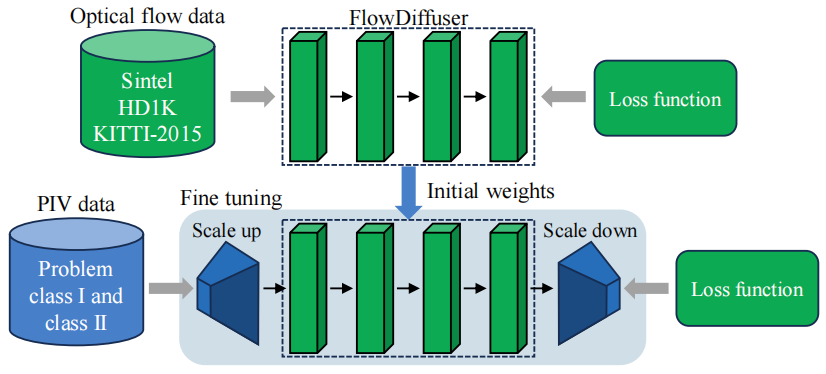 Optical flow data
FlowDiffuser
Sintel
HD1K
KITTI-2015
Loss function
Initial weights
PIV data
Fine tuning
Scale up
Scale down
Problem
class I and
class II
Loss function